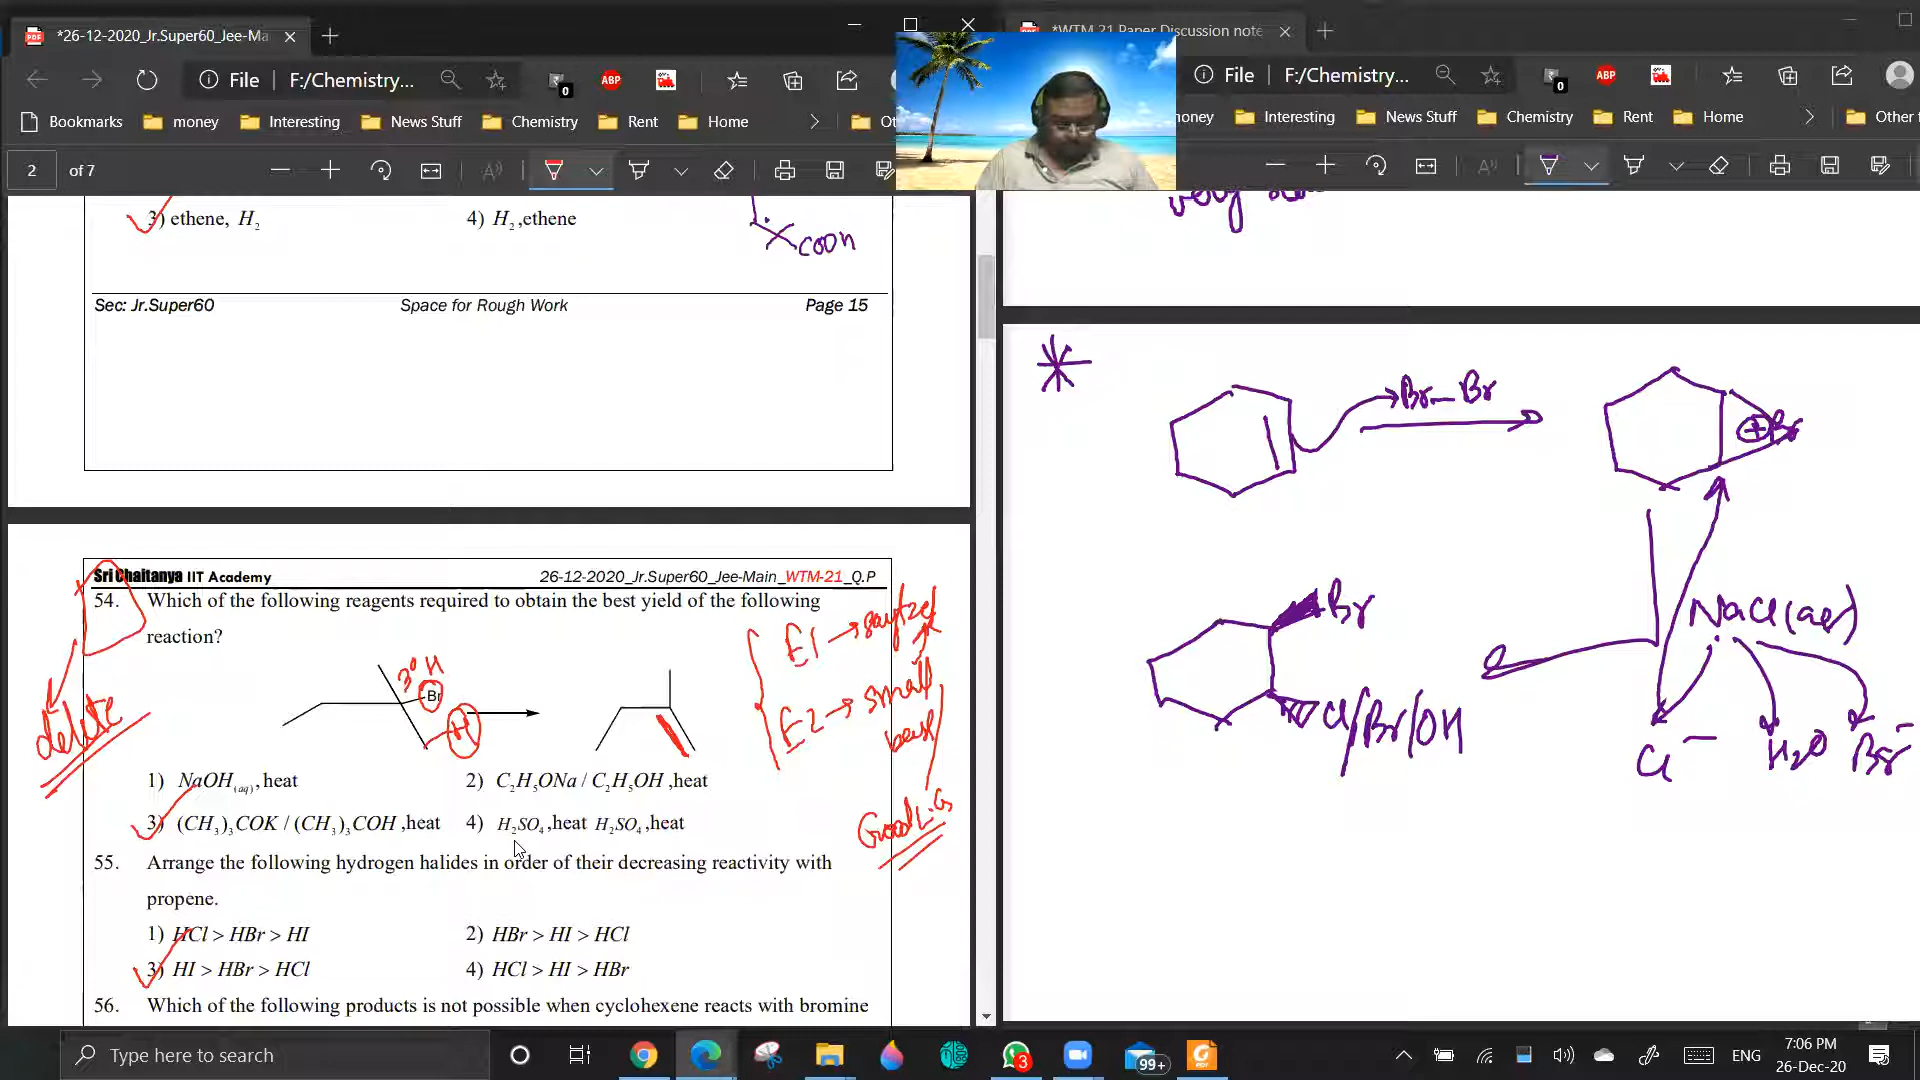 *26-12-2020_Jr.Super60_Jee-Ma
*WTM 21 Paper Discussion note
File F:/Chemistry...
File F:/Chemistry...
Bookmarks money Interesting News Stuff Chemistry Rent Home
money Interesting News Stuff Chemistry Rent Home Other
2 of 7
3) ethene, H2 4) H2,ethene
Sec: Jr.Super60 Space for Rough Work Page 15
Sri Chaitanya IIT Academy 26-12-2020_Jr.Super60_Jee-Main_WTM-21_Q.P
54. Which of the following reagents required to obtain the best yield of the following
reaction?
3° H
Br
H
delete
E1 → saytzeff
E2 → small
base
Good L.G
1) NaOH(aq),heat 2) C2H5ONa / C2H5OH ,heat
3) (CH3)3COK / (CH3)3COH ,heat 4) H2SO4,heat H2SO4,heat
55. Arrange the following hydrogen halides in order of their decreasing reactivity with
propene.
1) HCl > HBr > HI 2) HBr > HI > HCl
3) HI > HBr > HCl 4) HCl > HI > HBr
56. Which of the following products is not possible when cyclohexene reacts with bromine
very
Br-Br
⊕Br
Br
NaCl(aq)
Cl/Br/OH
Cl⁻ H2O Br⁻
Type here to search
3
99+
ENG
7:06 PM
26-Dec-20